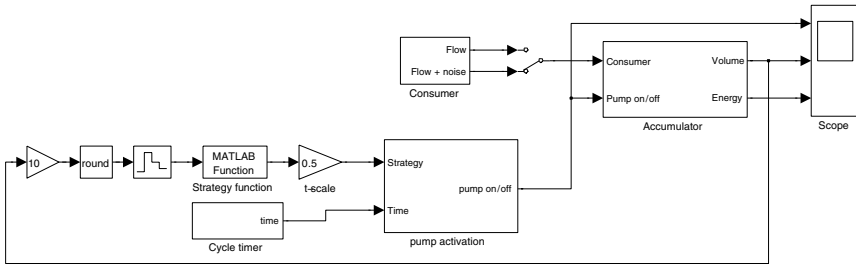 Flow
Flow + noise
Consumer
Consumer
Pump on/off
Volume
Energy
Accumulator
Scope
10
round
MATLAB
Function
Strategy function
0.5
t-scale
Strategy
Time
pump on/off
pump activation
time
Cycle timer